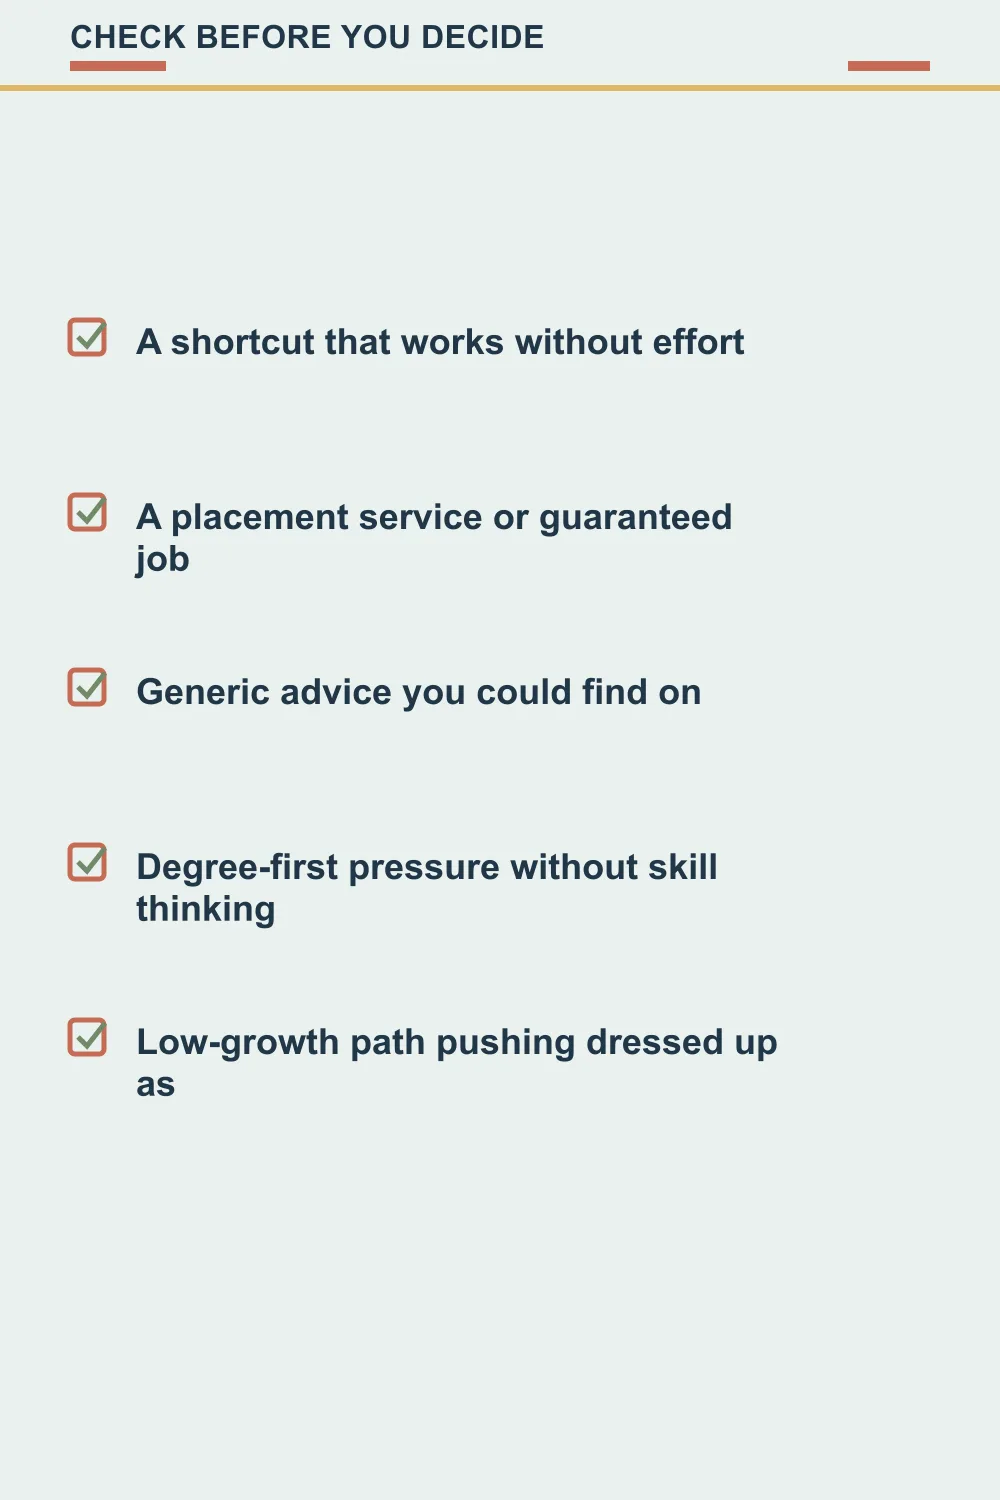 CHECK BEFORE YOU DECIDE
A shortcut that works without effort
A placement service or guaranteed
job
Generic advice you could find on
Degree-first pressure without skill
thinking
Low-growth path pushing dressed up
as